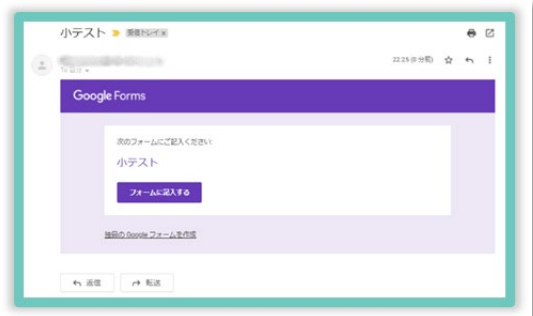 小テスト
受信トレイ x
22:25 (0 分前)
To 自分
Google Forms
次のフォームにご記入ください:
小テスト
フォームに記入する
独自の Google フォームを作成
返信
転送